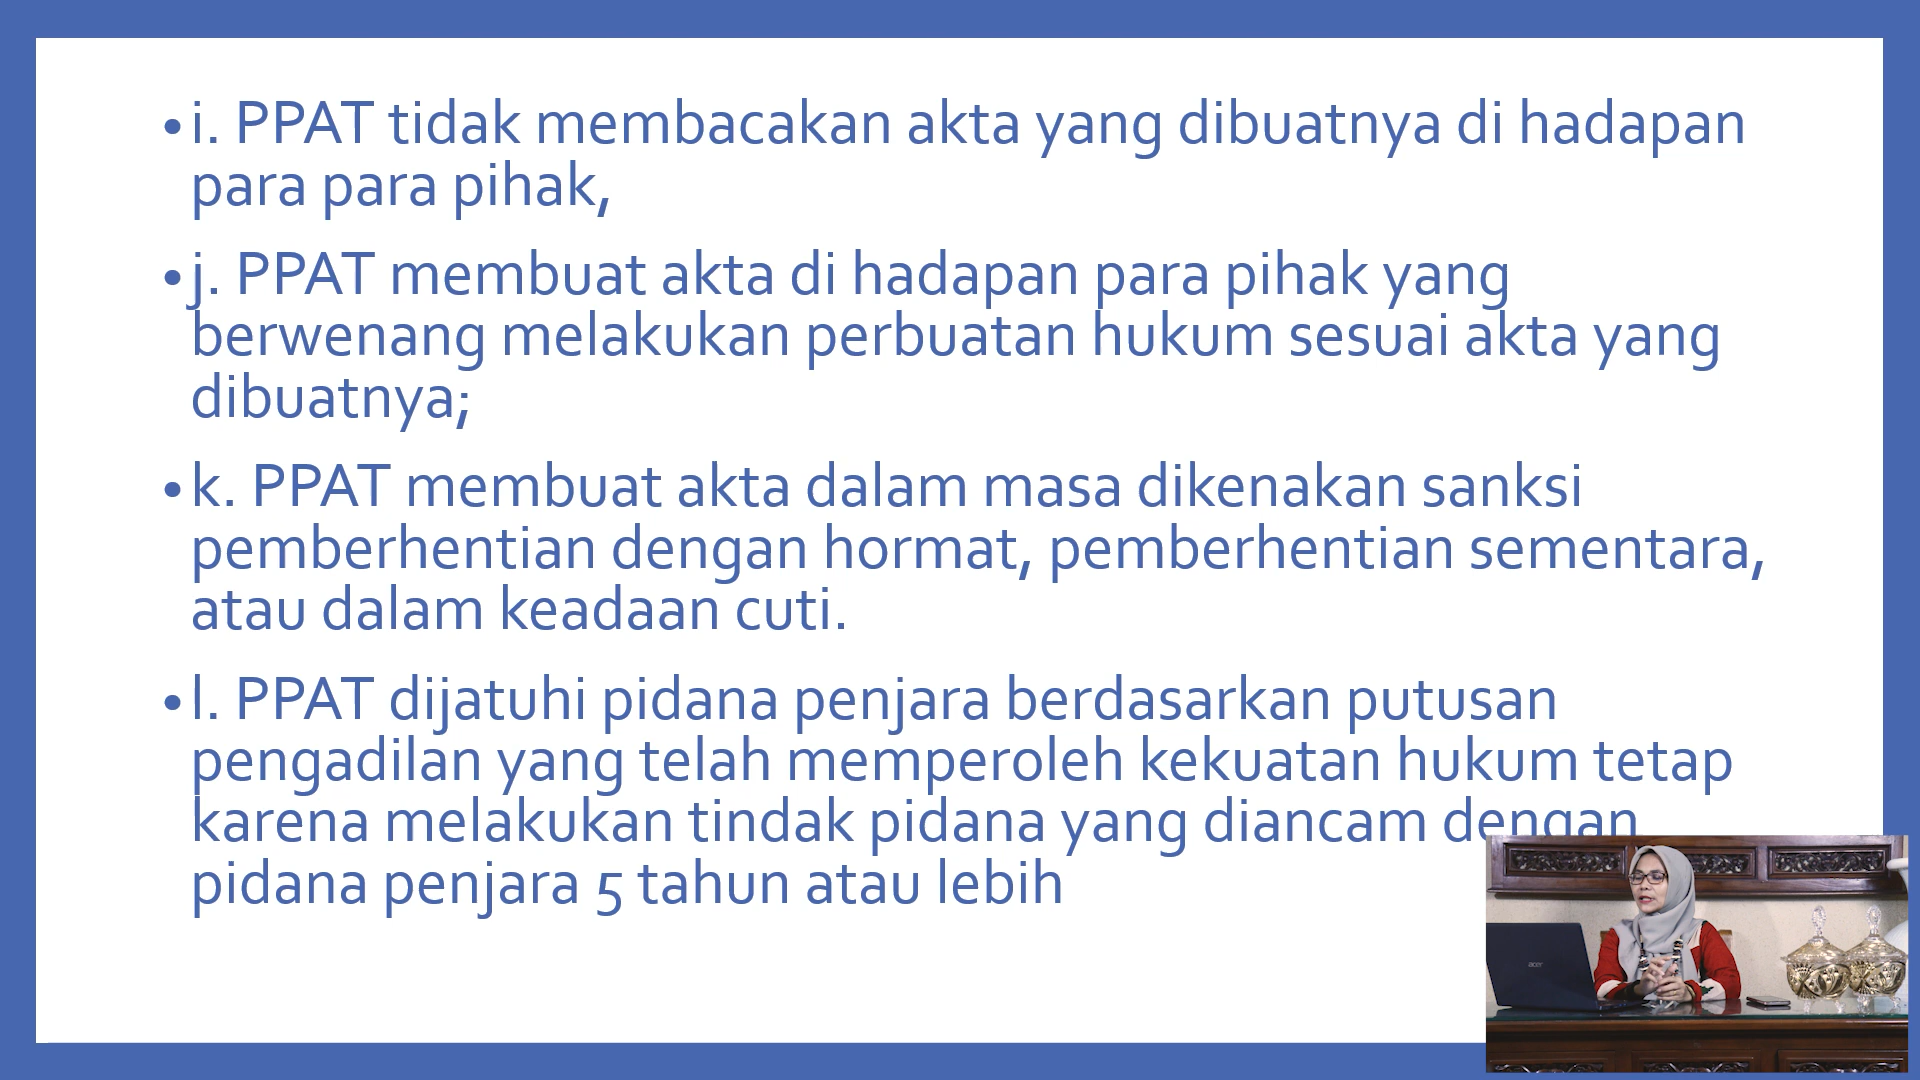 • i. PPAT tidak membacakan akta yang dibuatnya di hadapan
para para pihak,
• j. PPAT membuat akta di hadapan para pihak yang
berwenang melakukan perbuatan hukum sesuai akta yang
dibuatnya;
• k. PPAT membuat akta dalam masa dikenakan sanksi
pemberhentian dengan hormat, pemberhentian sementara,
atau dalam keadaan cuti.
• l. PPAT dijatuhi pidana penjara berdasarkan putusan
pengadilan yang telah memperoleh kekuatan hukum tetap
karena melakukan tindak pidana yang diancam dengan
pidana penjara 5 tahun atau lebih
acer